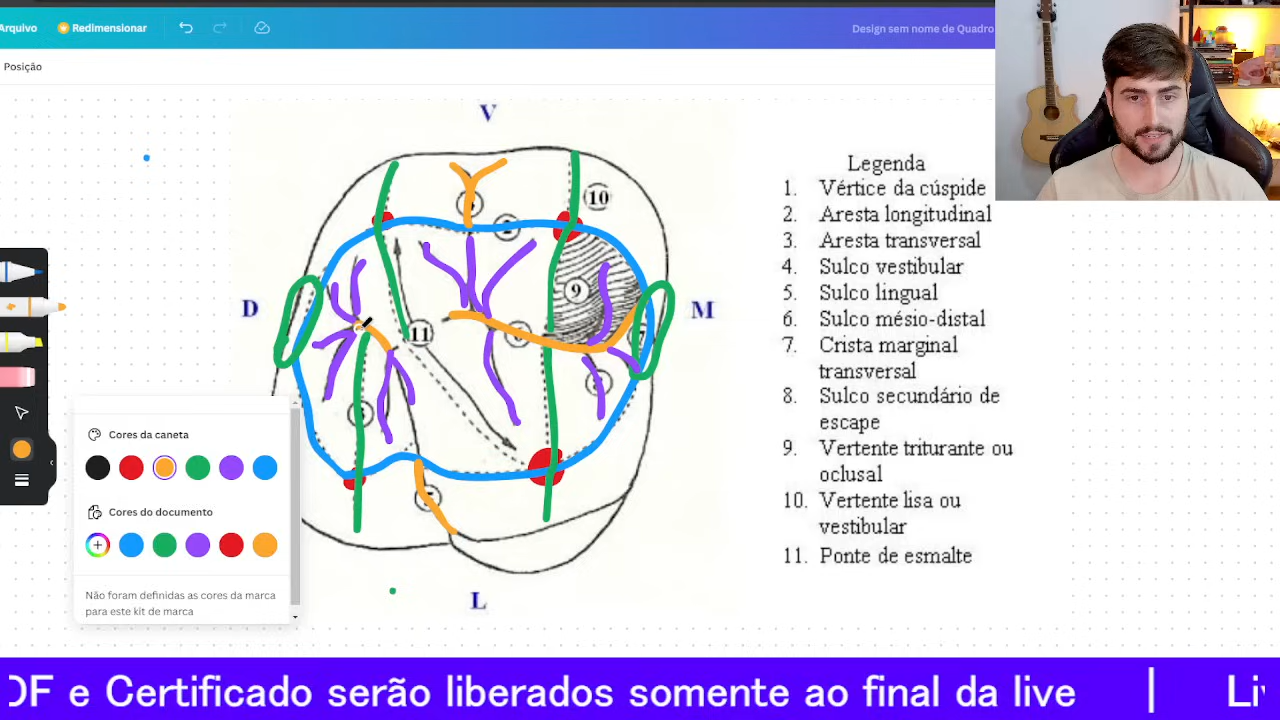 Arquivo
Redimensionar
Design sem nome de Quadro
Posição
V
10
2
9
D
M
11
L
Legenda
1. Vértice da cúspide
2. Aresta longitudinal
3. Aresta transversal
4. Sulco vestibular
5. Sulco lingual
6. Sulco mésio-distal
7. Crista marginal
transversal
8. Sulco secundário de
escape
9. Vertente triturante ou
oclusal
10. Vertente lisa ou
vestibular
11. Ponte de esmalte
Cores da caneta
Cores do documento
Não foram definidas as cores da marca
para este kit de marca
e Certificado serão liberados somente ao final da live |